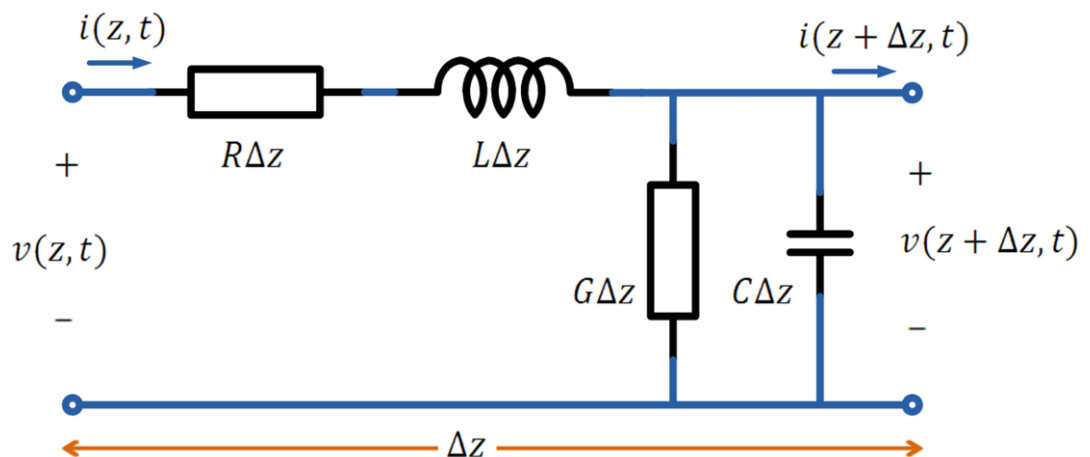 i(z, t)
i(z + Δz, t)
RΔz
LΔz
+
+
v(z, t)
v(z + Δz, t)
GΔz
CΔz
−
−
Δz